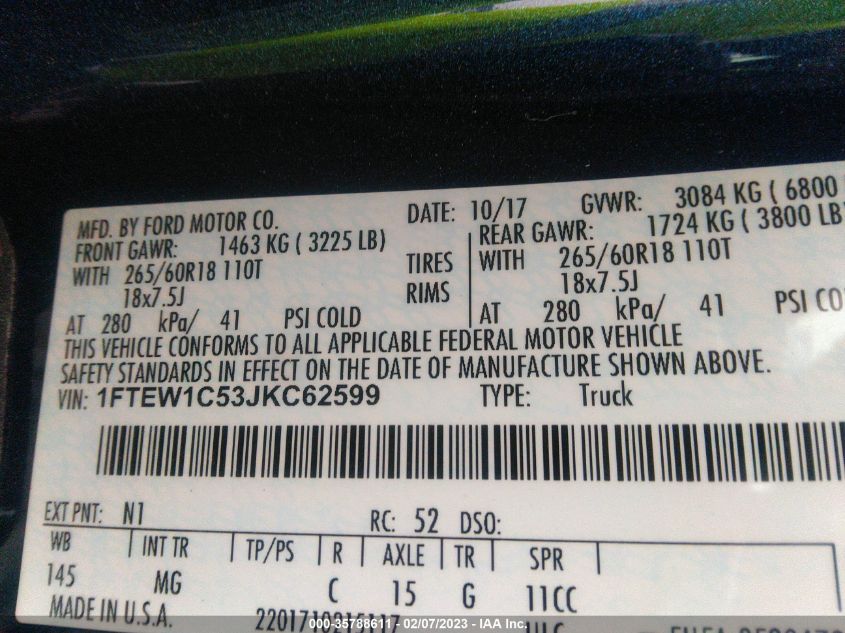 MFD. BY FORD MOTOR CO. DATE: 10/17 GVWR: 3084 KG ( 6800
FRONT GAWR: 1463 KG ( 3225 LB) REAR GAWR: 1724 KG ( 3800 LB
WITH 265/60R18 110T TIRES WITH 265/60R18 110T
18x7.5J RIMS 18x7.5J
AT 280 kPa/ 41 PSI COLD AT 280 kPa/ 41 PSI CO
THIS VEHICLE CONFORMS TO ALL APPLICABLE FEDERAL MOTOR VEHICLE
SAFETY STANDARDS IN EFFECT ON THE DATE OF MANUFACTURE SHOWN ABOVE.
VIN: 1FTEW1C53JKC62599 TYPE: Truck
EXT PNT: N1 RC: 52 DSO:
WB INT TR TP/PS R AXLE TR SPR
145 MG C 15 G 11CC
MADE IN U.S.A.
000-35788611 - 02/07/2023 - IAA Inc.